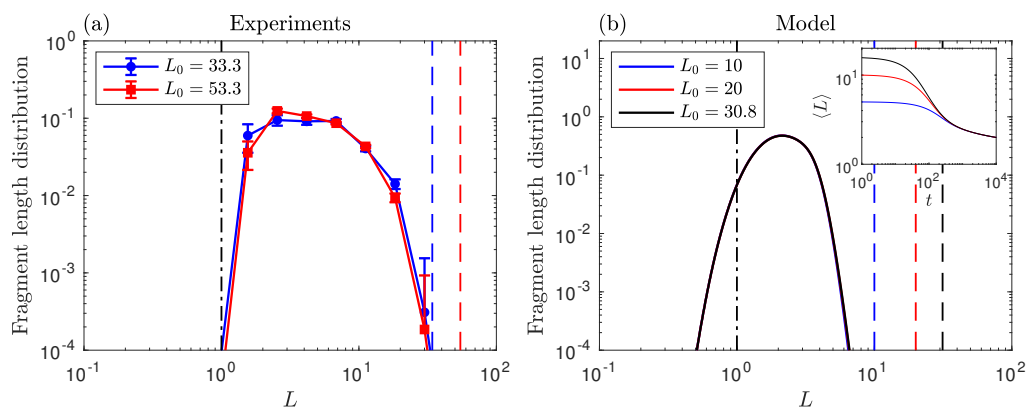 (a)
Experiments
Fragment length distribution
10^0
10^-1
10^-2
10^-3
10^-4
L_0 = 33.3
L_0 = 53.3
10^-1
10^0
10^1
10^2
L
(b)
Model
Fragment length distribution
10^1
10^0
10^-1
10^-2
10^-3
10^-4
L_0 = 10
L_0 = 20
L_0 = 30.8
⟨L⟩
10^1
10^0
10^0
10^2
10^4
t
10^-1
10^0
10^1
10^2
L